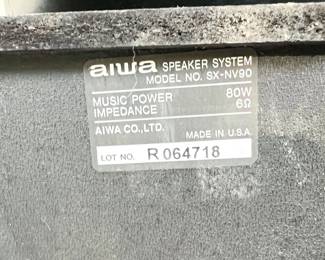 aiwa SPEAKER SYSTEM
MODEL NO. SX-NV90
MUSIC POWER 80W
IMPEDANCE 6Ω
AIWA CO., LTD. MADE IN U.S.A.
LOT NO. R 064718